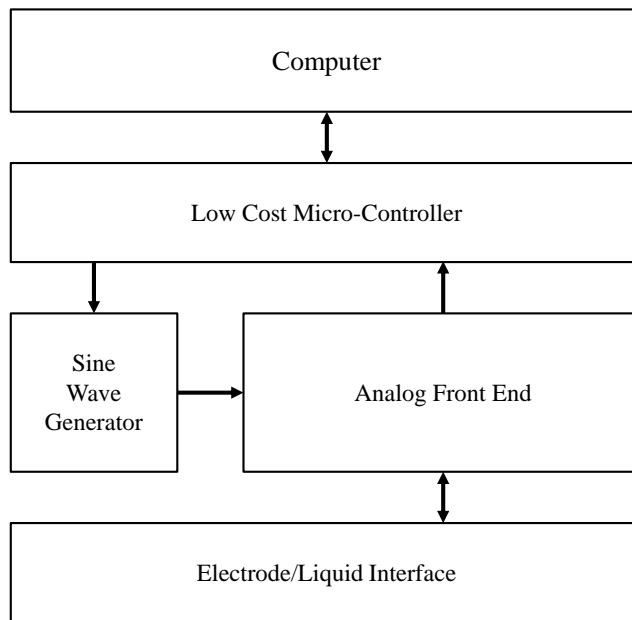 Computer
Low Cost Micro-Controller
Sine
Wave
Generator
Analog Front End
Electrode/Liquid Interface